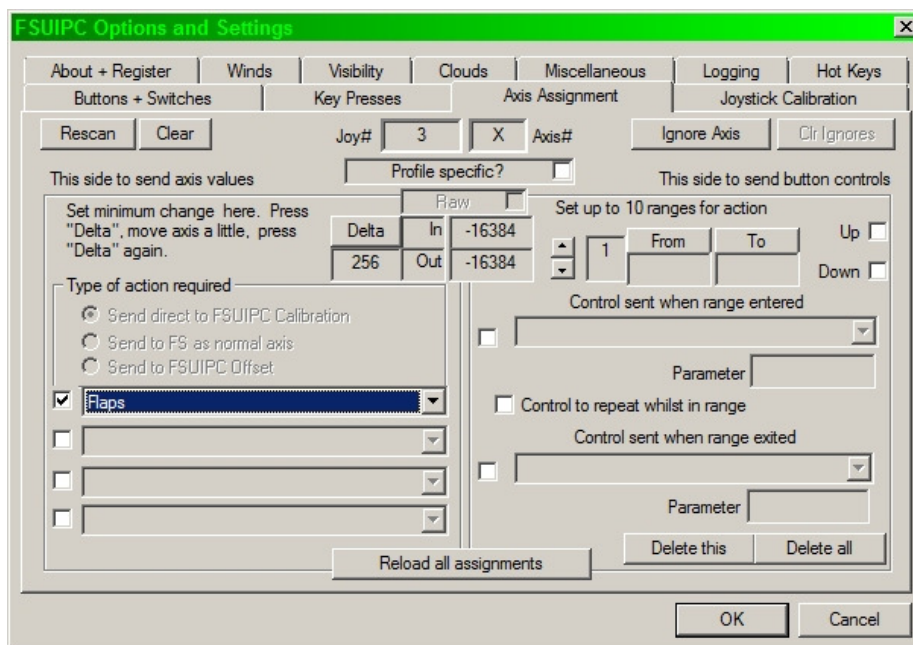 FSUIPC Options and Settings
About + Register Winds Visibility Clouds Miscellaneous Logging Hot Keys
Buttons + Switches Key Presses Axis Assignment Joystick Calibration
Rescan Clear Joy# 3 X Axis# Ignore Axis Clr Ignores
Profile specific?
This side to send axis values
This side to send button controls
Raw
Set minimum change here. Press
"Delta", move axis a little, press
"Delta" again.
Delta In -16384
256 Out -16384
Set up to 10 ranges for action
1 From To Up
Down
Type of action required
Send direct to FSUIPC Calibration
Send to FS as normal axis
Send to FSUIPC Offset
Flaps
Control sent when range entered
Parameter
Control to repeat whilst in range
Control sent when range exited
Parameter
Delete this Delete all
Reload all assignments
OK Cancel